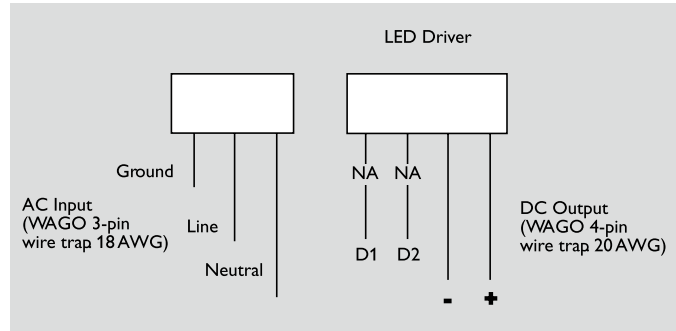 LED Driver
Ground
Line
Neutral
AC Input
(WAGO 3-pin
wire trap 18 AWG)
NA NA
D1 D2
- +
DC Output
(WAGO 4-pin
wire trap 20 AWG)